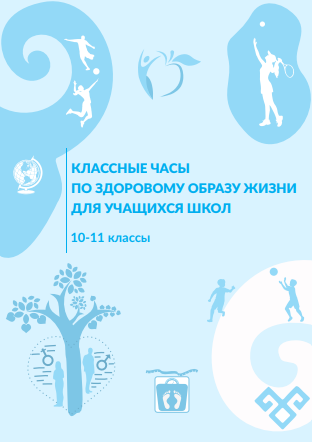 КЛАССНЫЕ ЧАСЫ
ПО ЗДОРОВОМУ ОБРАЗУ ЖИЗНИ
ДЛЯ УЧАЩИХСЯ ШКОЛ
10-11 классы